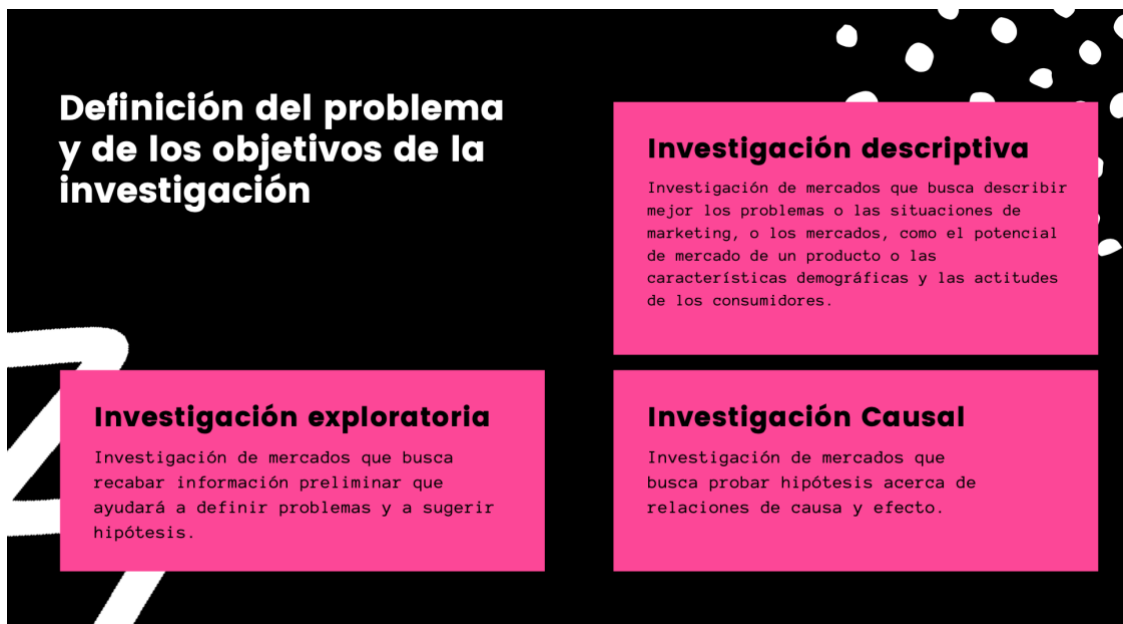 Definición del problema
y de los objetivos de la
investigación
Investigación descriptiva
Investigación de mercados que busca describir
mejor los problemas o las situaciones de
marketing, o los mercados, como el potencial
de mercado de un producto o las
características demográficas y las actitudes
de los consumidores.
Investigación exploratoria
Investigación de mercados que busca
recabar información preliminar que
ayudará a definir problemas y a sugerir
hipótesis.
Investigación Causal
Investigación de mercados que
busca probar hipótesis acerca de
relaciones de causa y efecto.